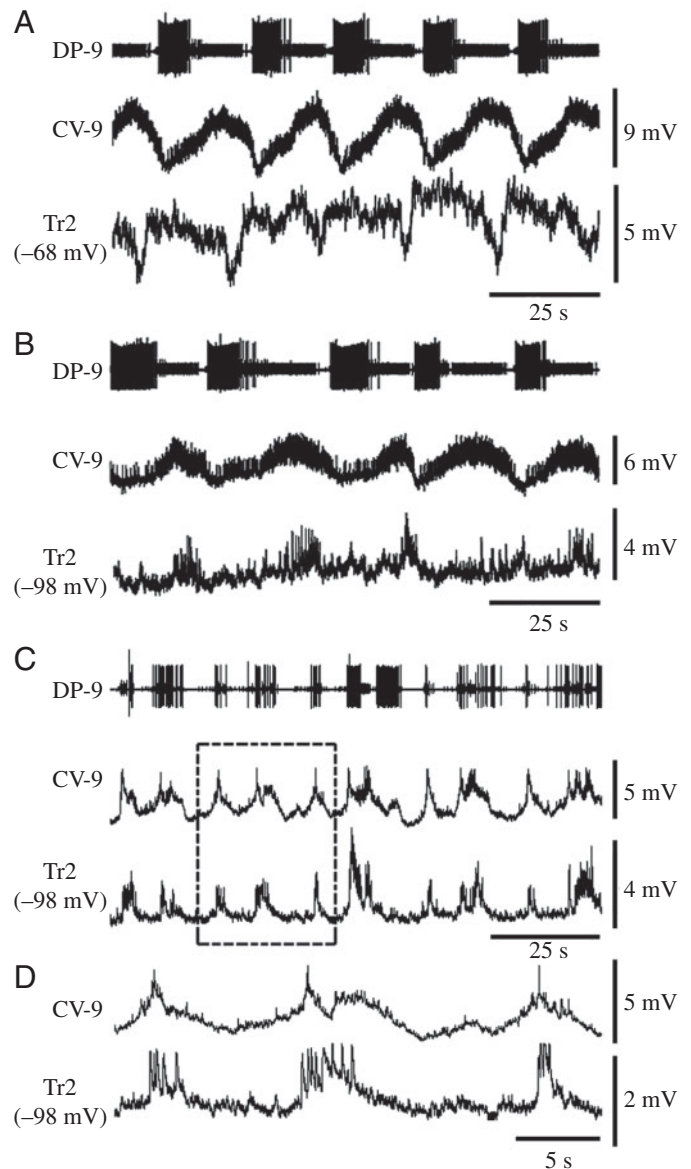 A
DP-9
CV-9
9 mV
Tr2
(–68 mV)
5 mV
25 s
B
DP-9
CV-9
6 mV
Tr2
(–98 mV)
4 mV
25 s
C
DP-9
CV-9
5 mV
Tr2
(–98 mV)
4 mV
25 s
D
CV-9
5 mV
Tr2
(–98 mV)
2 mV
5 s